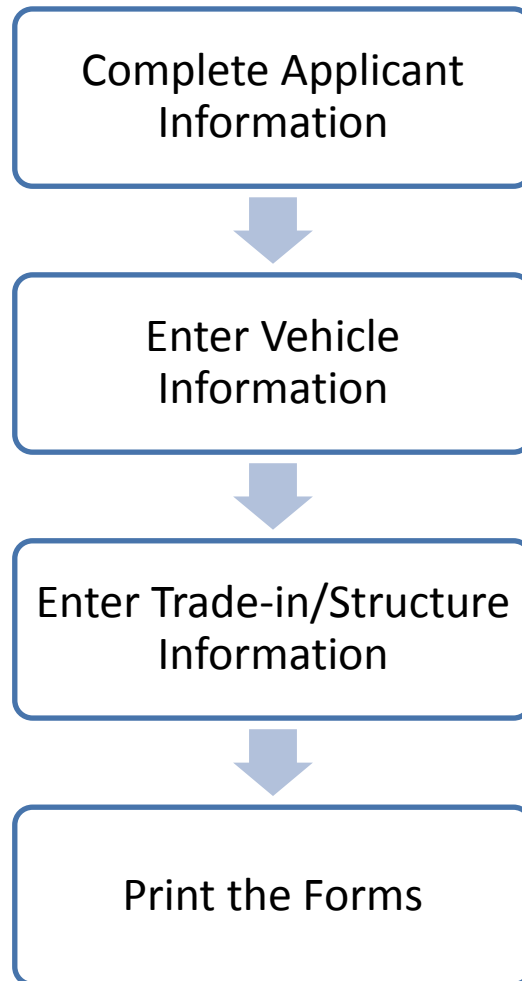 Complete Applicant
Information
Enter Vehicle
Information
Enter Trade-in/Structure
Information
Print the Forms